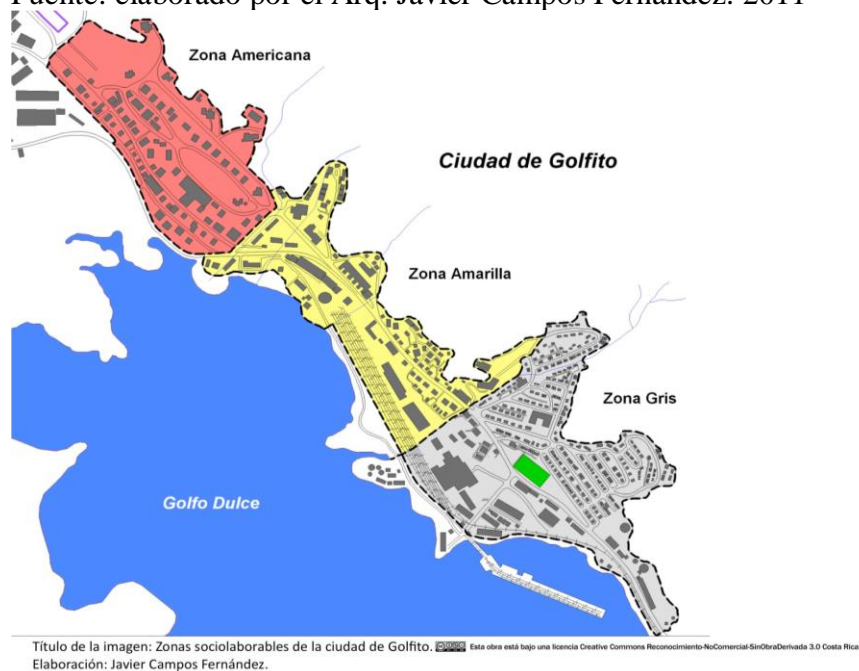 Fuente: elaborado por el Arq. Javier Campos Fernández. 2011
Zona Americana
Ciudad de Golfito
Zona Amarilla
Zona Gris
Golfo Dulce
Título de la imagen: Zonas sociolaborables de la ciudad de Golfito. Esta obra está bajo una licencia Creative Commons Reconocimiento-NoComercial-SinObraDerivada 3.0 Costa Rica
Elaboración: Javier Campos Fernández.